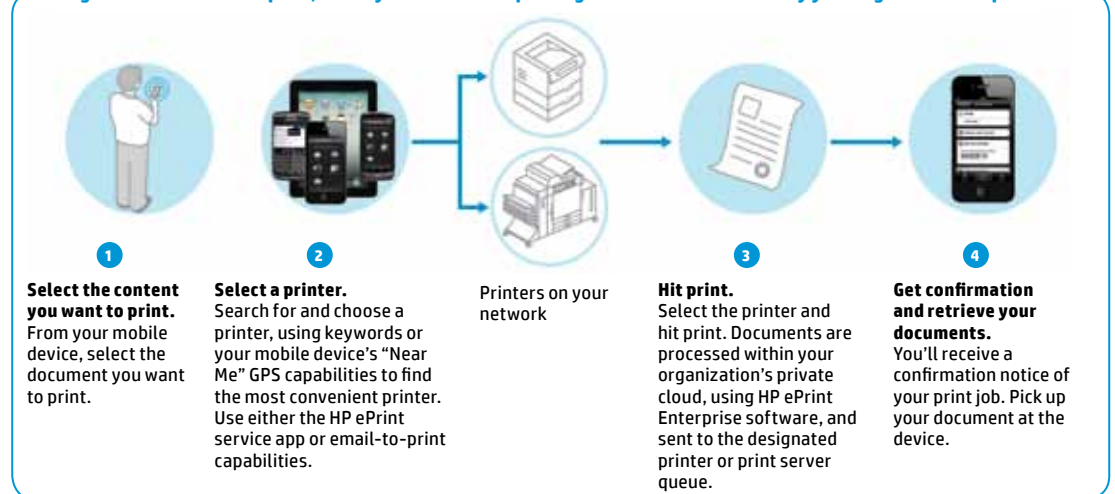 1
Select the content
you want to print.
From your mobile
device, select the
document you want
to print.
2
Select a printer.
Search for and choose a
printer, using keywords or
your mobile device’s “Near
Me” GPS capabilities to find
the most convenient printer.
Use either the HP ePrint
service app or email-to-print
capabilities.
Printers on your
network
3
Hit print.
Select the printer and
hit print. Documents are
processed within your
organization’s private
cloud, using HP ePrint
Enterprise software, and
sent to the designated
printer or print server
queue.
4
Get confirmation
and retrieve your
documents.
You’ll receive a
confirmation notice of
your print job. Pick up
your document at the
device.